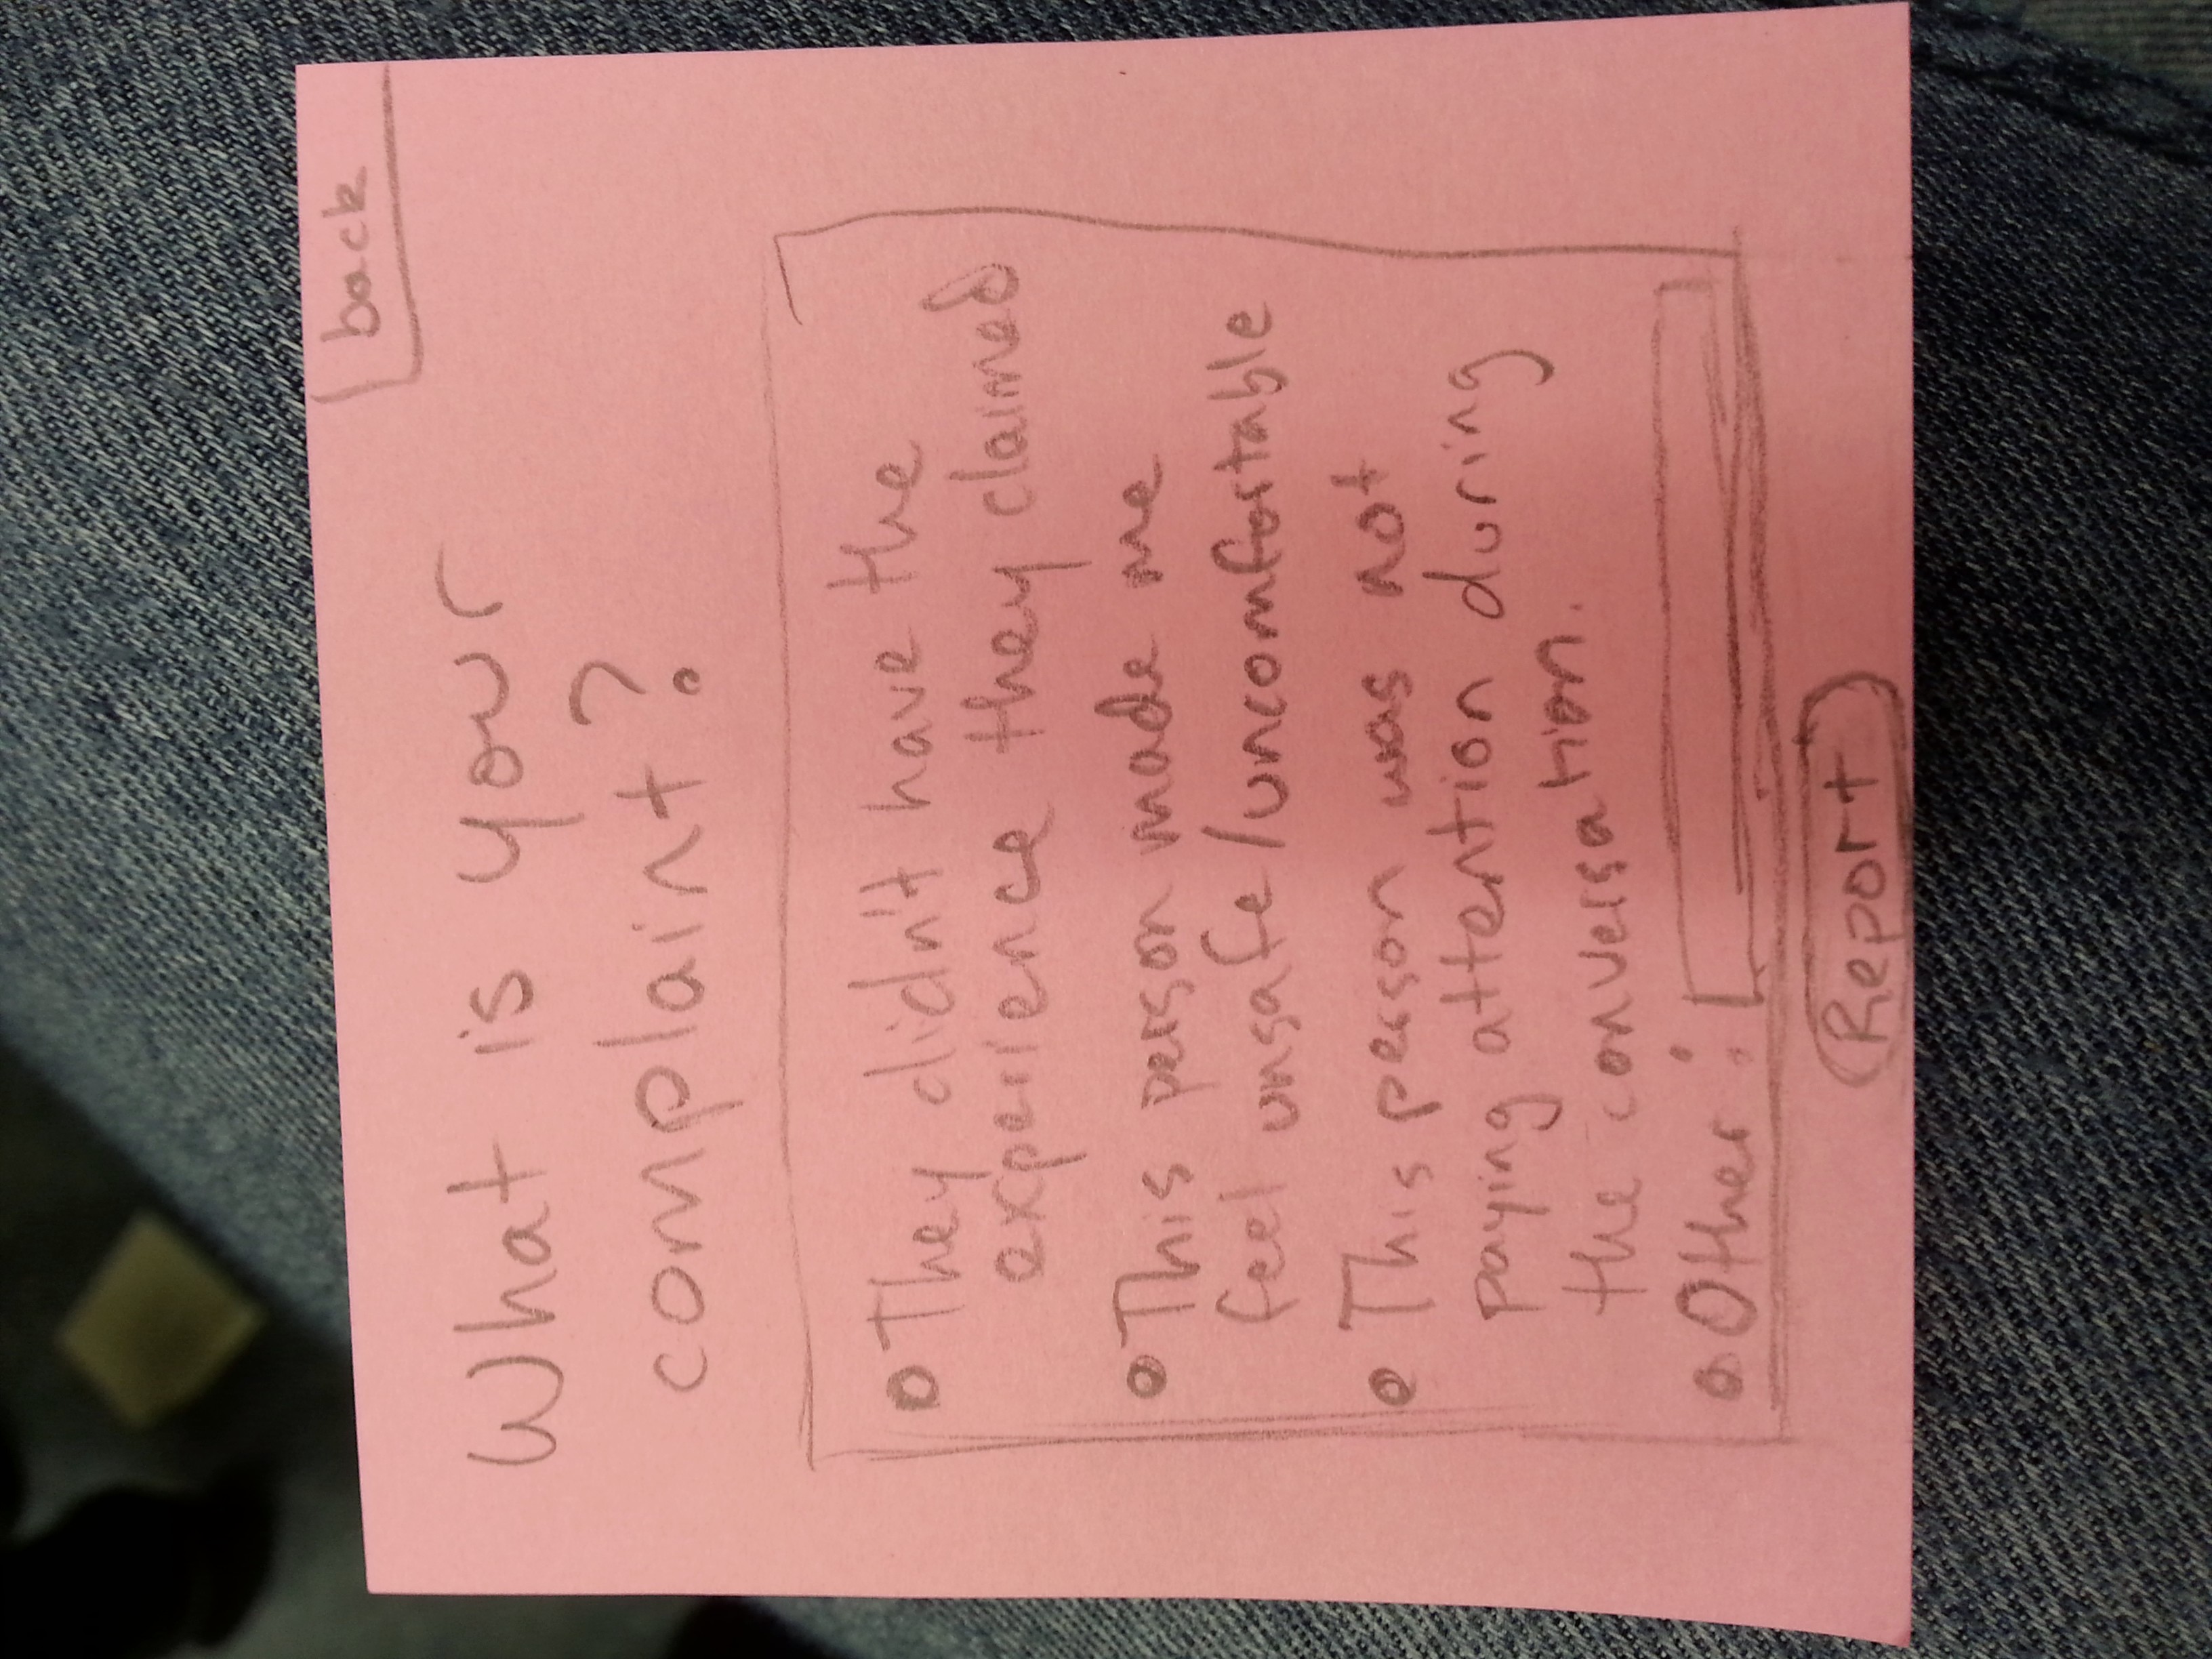 back
What is your
complaint?
They didn't have the
experience they claimed
This person made me
feel unsafe/uncomfortable
This person was not
paying attention during
the conversation.
Other:
Report